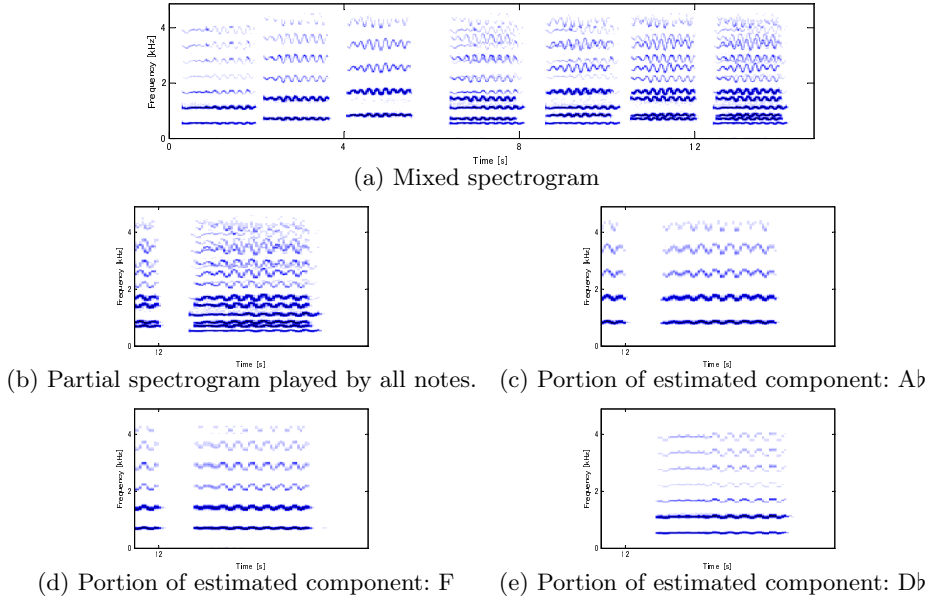 Frequency [kHz]
4
2
0
0
4
8
12
Time [s]
(a) Mixed spectrogram
Frequency [kHz]
4
2
0
12
Time [s]
(b) Partial spectrogram played by all notes.
Frequency [kHz]
4
2
0
12
Time [s]
(c) Portion of estimated component: A♭
Frequency [kHz]
4
2
0
12
Time [s]
(d) Portion of estimated component: F
Frequency [kHz]
4
2
0
12
Time [s]
(e) Portion of estimated component: D♭